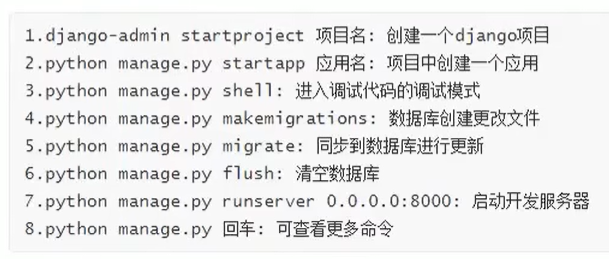 1.django-admin startproject 项目名: 创建一个django项目
2.python manage.py startapp 应用名: 项目中创建一个应用
3.python manage.py shell: 进入调试代码的调试模式
4.python manage.py makemigrations: 数据库创建更改文件
5.python manage.py migrate: 同步到数据库进行更新
6.python manage.py flush: 清空数据库
7.python manage.py runserver 0.0.0.0:8000: 启动开发服务器
8.python manage.py 回车: 可查看更多命令